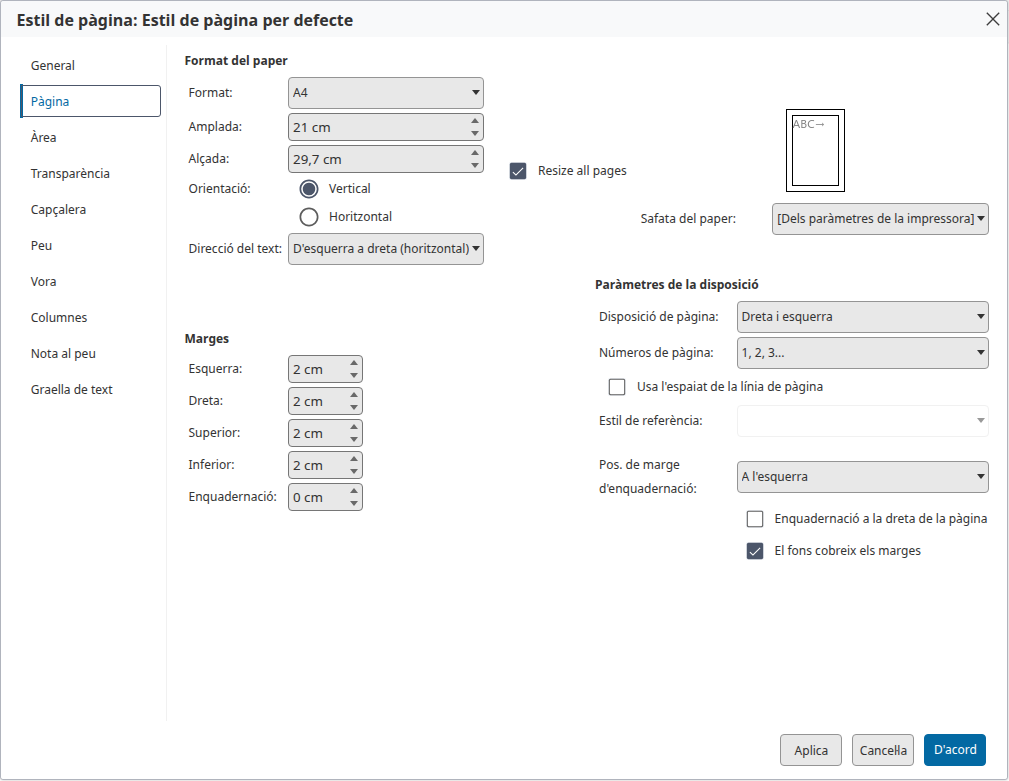 Estil de pàgina: Estil de pàgina per defecte
General
Pàgina
Àrea
Transparència
Capçalera
Peu
Vora
Columnes
Nota al peu
Graella de text
Format del paper
Format: A4
Amplada: 21 cm
Alçada: 29,7 cm
Orientació: Vertical
Horitzontal
Direcció del text: D'esquerra a dreta (horitzontal)
Resize all pages
ABC→
Safata del paper: [Dels paràmetres de la impressora]
Marges
Esquerra: 2 cm
Dreta: 2 cm
Superior: 2 cm
Inferior: 2 cm
Enquadernació: 0 cm
Paràmetres de la disposició
Disposició de pàgina: Dreta i esquerra
Números de pàgina: 1, 2, 3...
Usa l'espaiat de la línia de pàgina
Estil de referència:
Pos. de marge
d'enquadernació: A l'esquerra
Enquadernació a la dreta de la pàgina
El fons cobreix els marges
Aplica Cancel·la D'acord